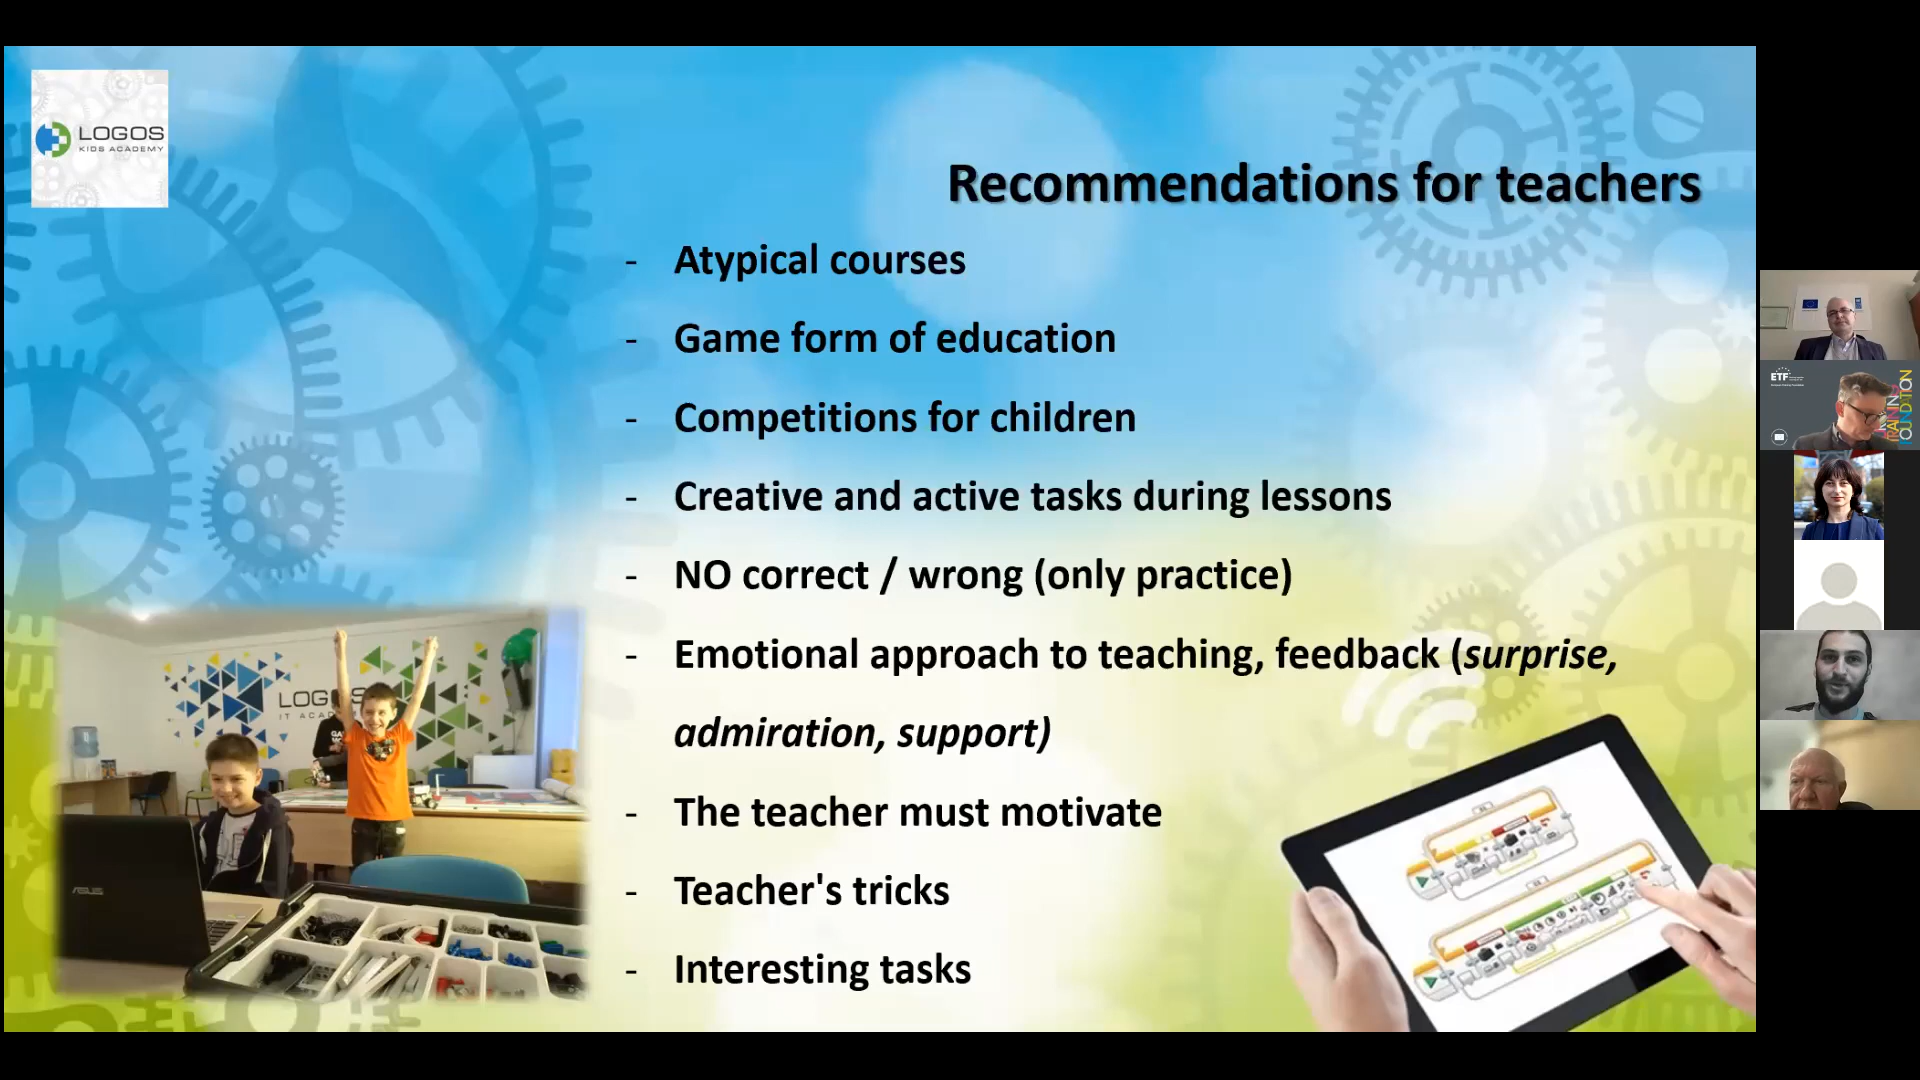 LOGOS
KIDS ACADEMY
Recommendations for teachers
- Atypical courses
- Game form of education
- Competitions for children
- Creative and active tasks during lessons
- NO correct / wrong (only practice)
- Emotional approach to teaching, feedback (surprise,
admiration, support)
- The teacher must motivate
- Teacher's tricks
- Interesting tasks
ASUS
ETF